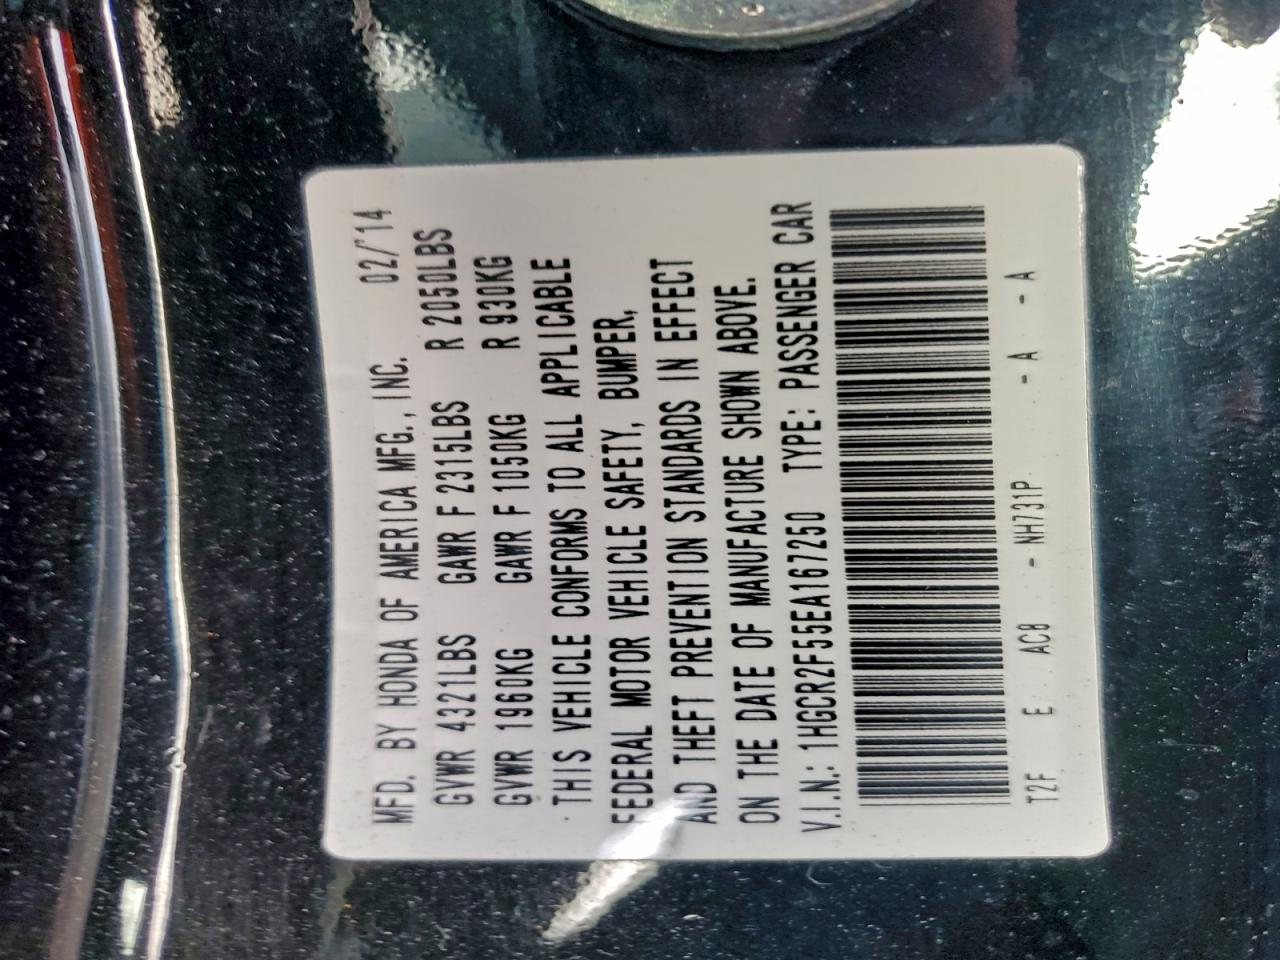 MFD. BY HONDA OF AMERICA MFG., INC. 02/'14
GVWR 4321LBS GAWR F 2315LBS R 2050LBS
GVWR 1960KG GAWR F 1050KG R 930KG
THIS VEHICLE CONFORMS TO ALL APPLICABLE
FEDERAL MOTOR VEHICLE SAFETY, BUMPER,
AND THEFT PREVENTION STANDARDS IN EFFECT
ON THE DATE OF MANUFACTURE SHOWN ABOVE.
V.I.N.: 1HGCR2F55EA167250 TYPE: PASSENGER CAR
T2F E AC8 - NH731P - A - A